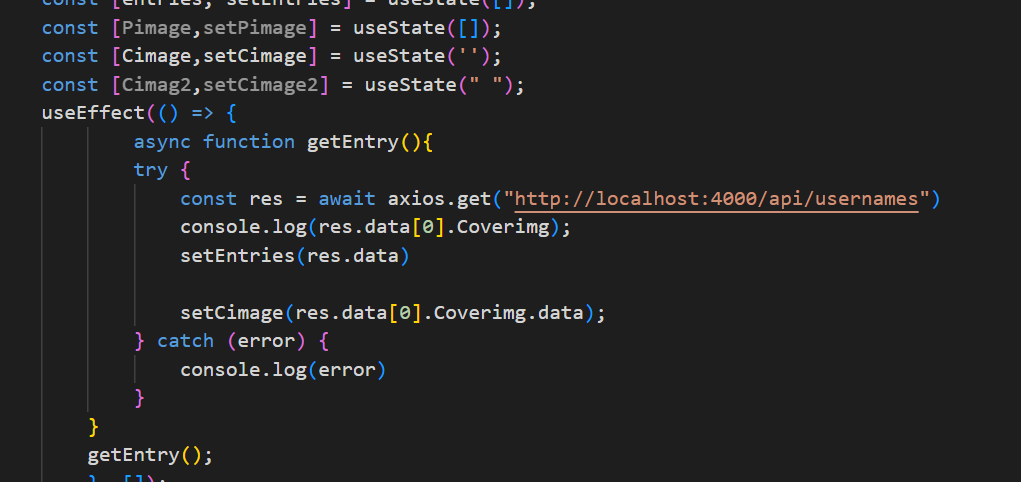 const [entries, setEntries] = useState([]);
const [Pimage,setPimage] = useState([]);
const [Cimage,setCimage] = useState('');
const [Cimag2,setCimage2] = useState(" ");
useEffect(() => {
async function getEntry(){
try {
const res = await axios.get("http://localhost:4000/api/usernames")
console.log(res.data[0].Coverimg);
setEntries(res.data)
setCimage(res.data[0].Coverimg.data);
} catch (error) {
console.log(error)
}
}
getEntry();
}, []);